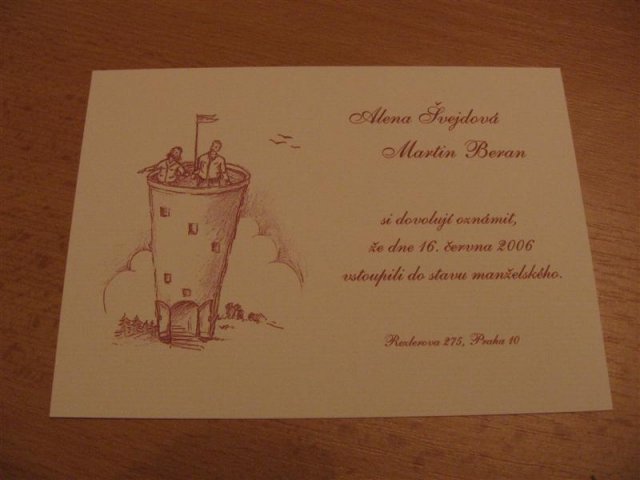 Alena Švejdová
Martin Beran
si dovolují oznámit,
že dne 16. června 2006
vstoupili do stavu manželského.
Rezlerova 275, Praha 10